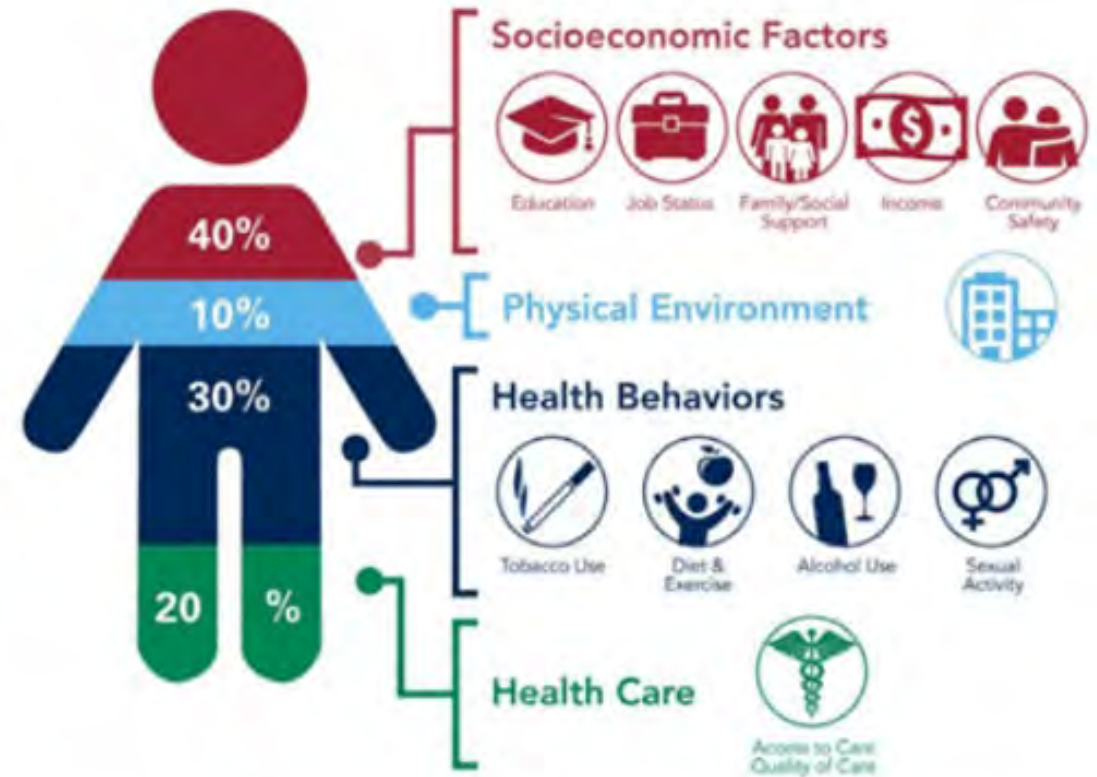 Socioeconomic Factors
Education
Job Status
Family/Social
Support
Income
Community
Safety
40%
10%
Physical Environment
30%
Health Behaviors
Tobacco Use
Diet &
Exercise
Alcohol Use
Sexual
Activity
20 %
Health Care
Access to Care
Quality of Care